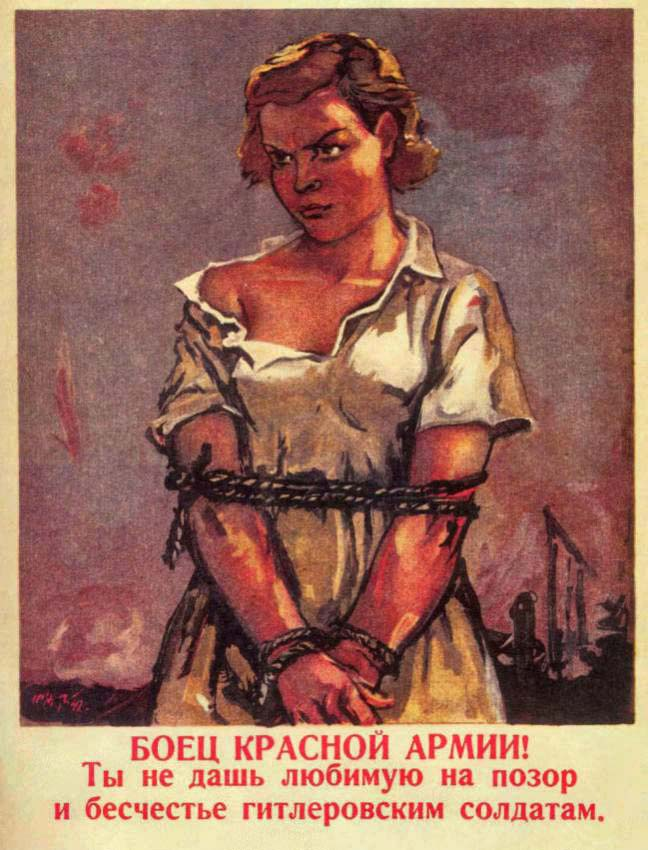 БОЕЦ КРАСНОЙ АРМИИ!
Ты не дашь любимую на позор
и бесчестье гитлеровским солдатам.